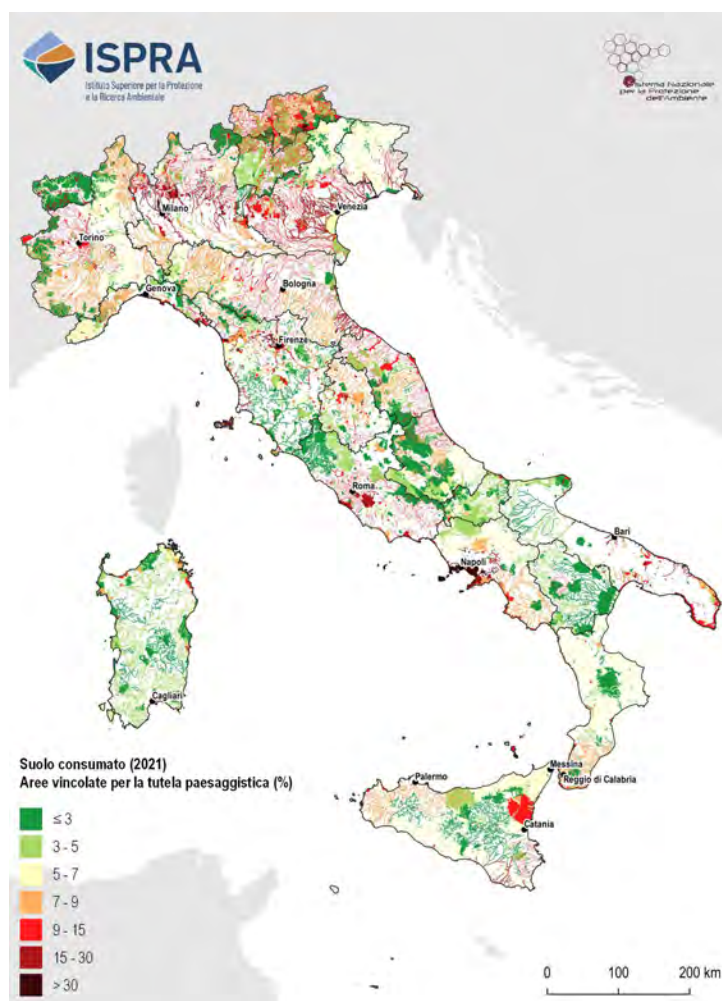 ISPRA
Istituto Superiore per la Protezione
e la Ricerca Ambientale
Sistema Nazionale
per la Protezione
dell'Ambiente
Milano
Venezia
Torino
Genova
Bologna
Firenze
Roma
Bari
Napoli
Cagliari
Messina
Palermo
Reggio di Calabria
Catania
Suolo consumato (2021)
Aree vincolate per la tutela paesaggistica (%)
≤ 3
3 - 5
5 - 7
7 - 9
9 - 15
15 - 30
> 30
0 100 200 km